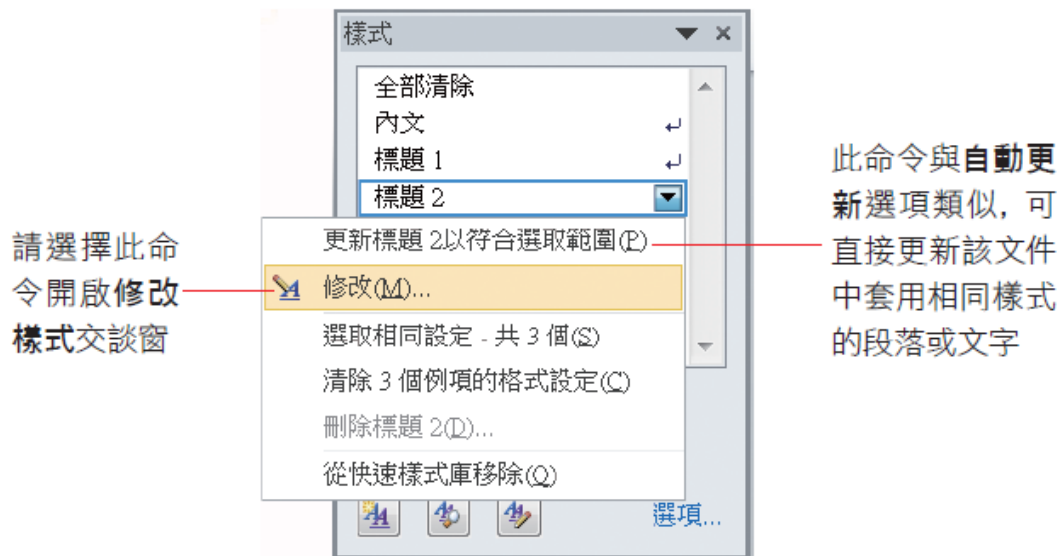 樣式
全部清除
內文
標題 1
標題 2
更新標題 2以符合選取範圍(P)
修改(M)...
選取相同設定 - 共 3 個(S)
清除 3 個例項的格式設定(C)
刪除標題 2(D)...
從快速樣式庫移除(Q)
選項...
請選擇此命
令開啟修改
樣式交談窗
此命令與自動更
新選項類似, 可
直接更新該文件
中套用相同樣式
的段落或文字